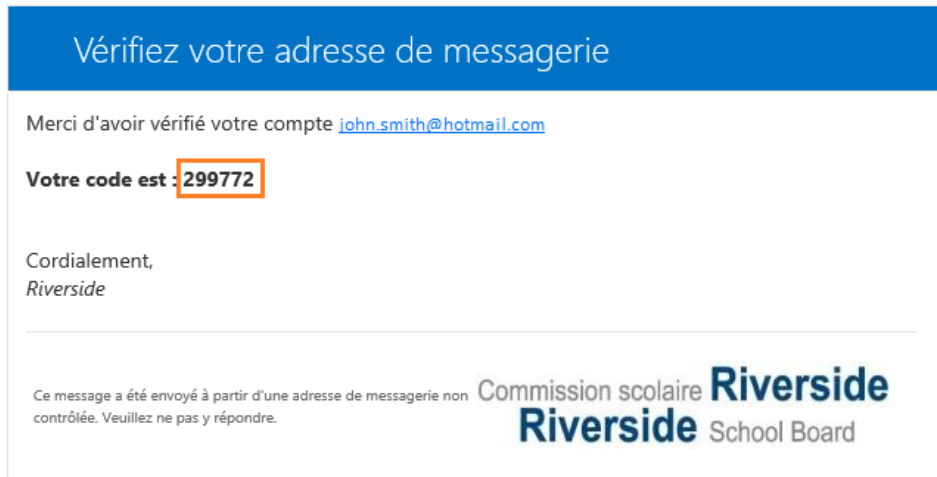 Vérifiez votre adresse de messagerie
Merci d'avoir vérifié votre compte john.smith@hotmail.com
Votre code est : 299772
Cordialement,
Riverside
Ce message a été envoyé à partir d'une adresse de messagerie non
contrôlée. Veuillez ne pas y répondre.
Commission scolaire Riverside
Riverside School Board